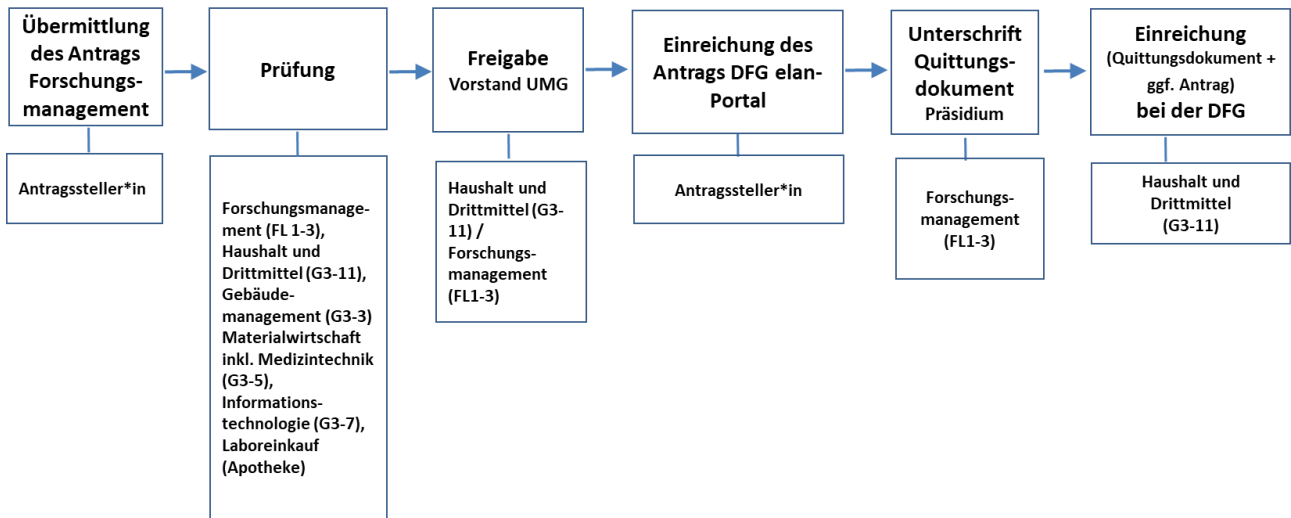 Übermittlung
des Antrags
Forschungs-
management
Antragssteller*in
Prüfung
Forschungsmanage-
ment (FL 1-3),
Haushalt und
Drittmittel (G3-11),
Gebäude-
management (G3-3)
Materialwirtschaft
inkl. Medizintechnik
(G3-5),
Informations-
technologie (G3-7),
Laboreinkauf
(Apotheke)
Freigabe
Vorstand UMG
Haushalt und
Drittmittel (G3-
11) /
Forschungs-
management
(FL1-3)
Einreichung des
Antrags DFG elan-
Portal
Antragssteller*in
Unterschrift
Quittungs-
dokument
Präsidium
Forschungs-
management
(FL1-3)
Einreichung
(Quittungsdokument +
ggf. Antrag)
bei der DFG
Haushalt und
Drittmittel
(G3-11)